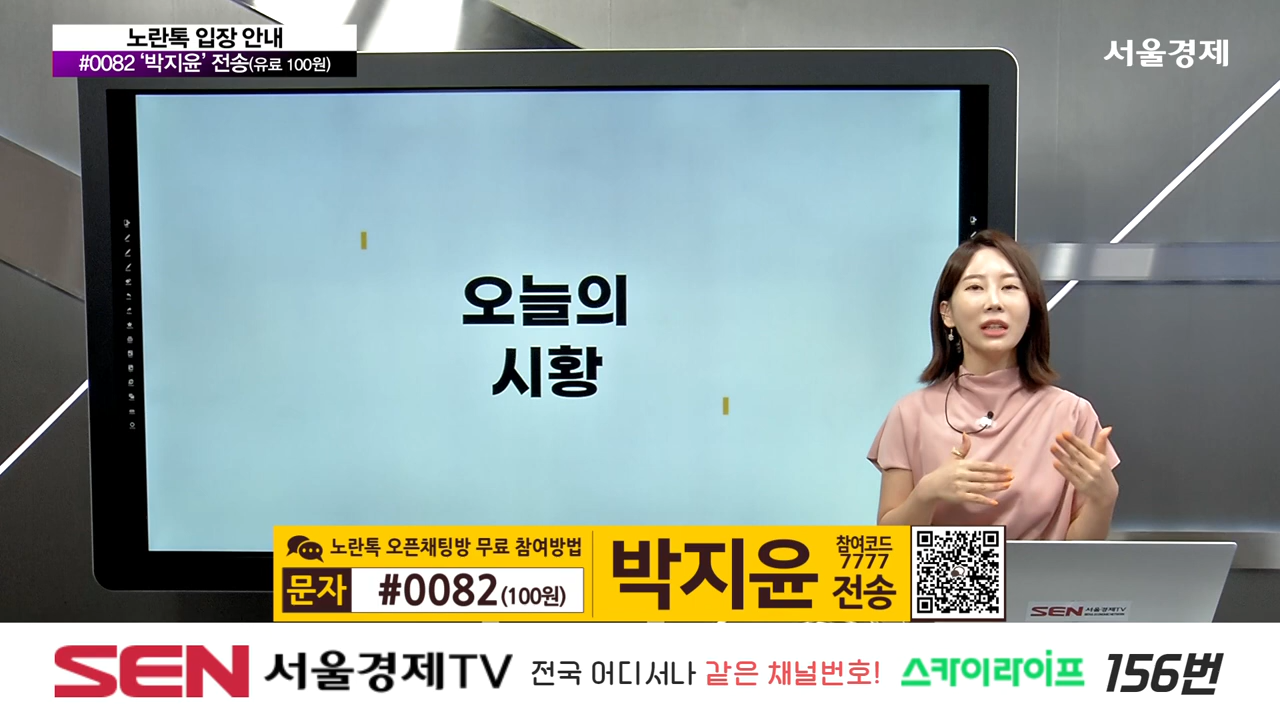 노란톡 입장 안내
#0082 ‘박지윤’ 전송(유료 100원)
서울경제
오늘의
시황
노란톡 오픈채팅방 무료 참여방법
문자 #0082(100원)
박지윤
참여코드
7777
전송
SEN 서울경제TV
SEN 서울경제TV 전국 어디서나 같은 채널번호! 스카이라이프 156번